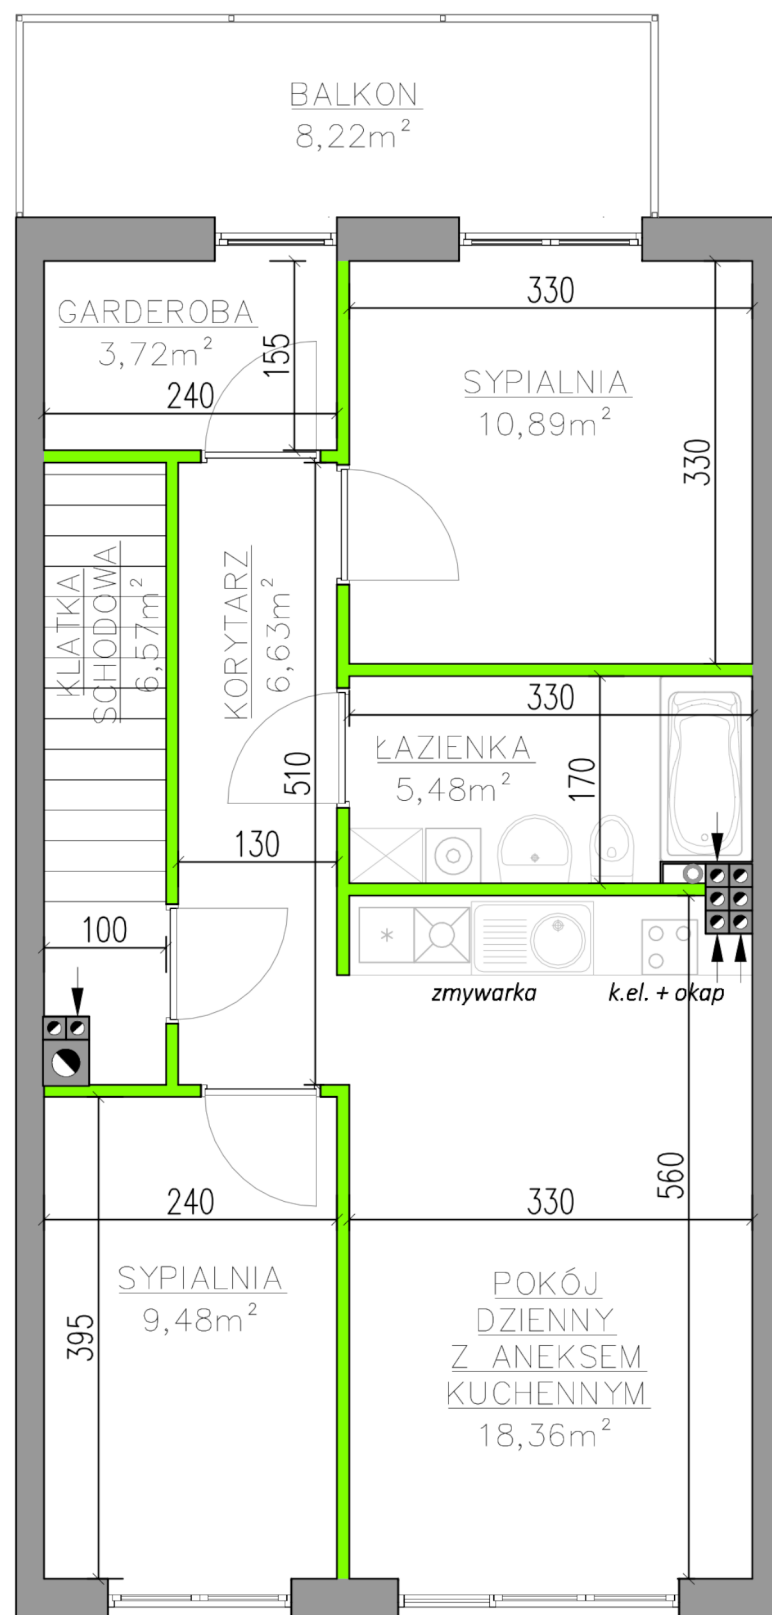 BALKON
8,22m²
GARDEROBA
3,72m²
155
240
330
SYPIALNIA
10,89m²
330
KLATKA
SCHODOWA
6,57m²
KORYTARZ
6,63m²
510
130
100
330
ŁAZIENKA
5,48m²
170
zmywarka
k.el. + okap
240
SYPIALNIA
9,48m²
395
560
330
POKÓJ
DZIENNY
Z ANEKSEM
KUCHENNYM
18,36m²